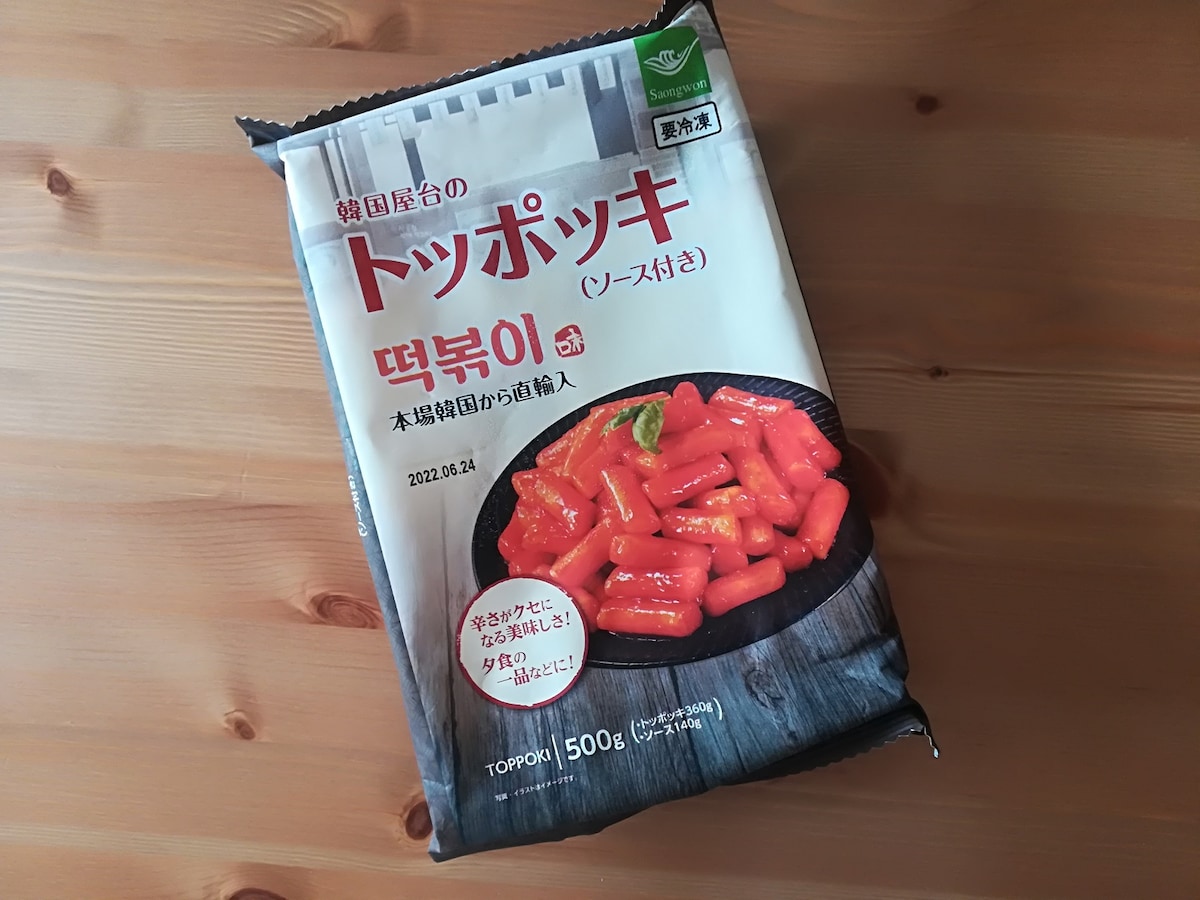 Saongwon
要冷凍
韓国屋台の
トッポッキ
(ソース付き)
떡볶이 味
本場韓国から直輸入
2022.06.24
辛さがクセに
なる美味しさ!
夕食の
一品などに!
TOPPOKI 500g (・トッポッキ360g
・ソース140g)
写真・イラストはイメージです。